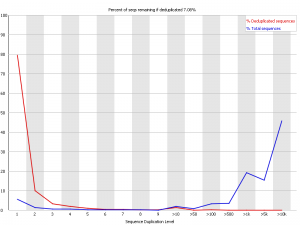 Percent of seqs remaining if deduplicated 7.06%
% Deduplicated sequences
% Total sequences
100
90
80
70
60
50
40
30
20
10
0
1 2 3 4 5 6 7 8 9 >10 >50 >100 >500 >1k >5k >10k
Sequence Duplication Level